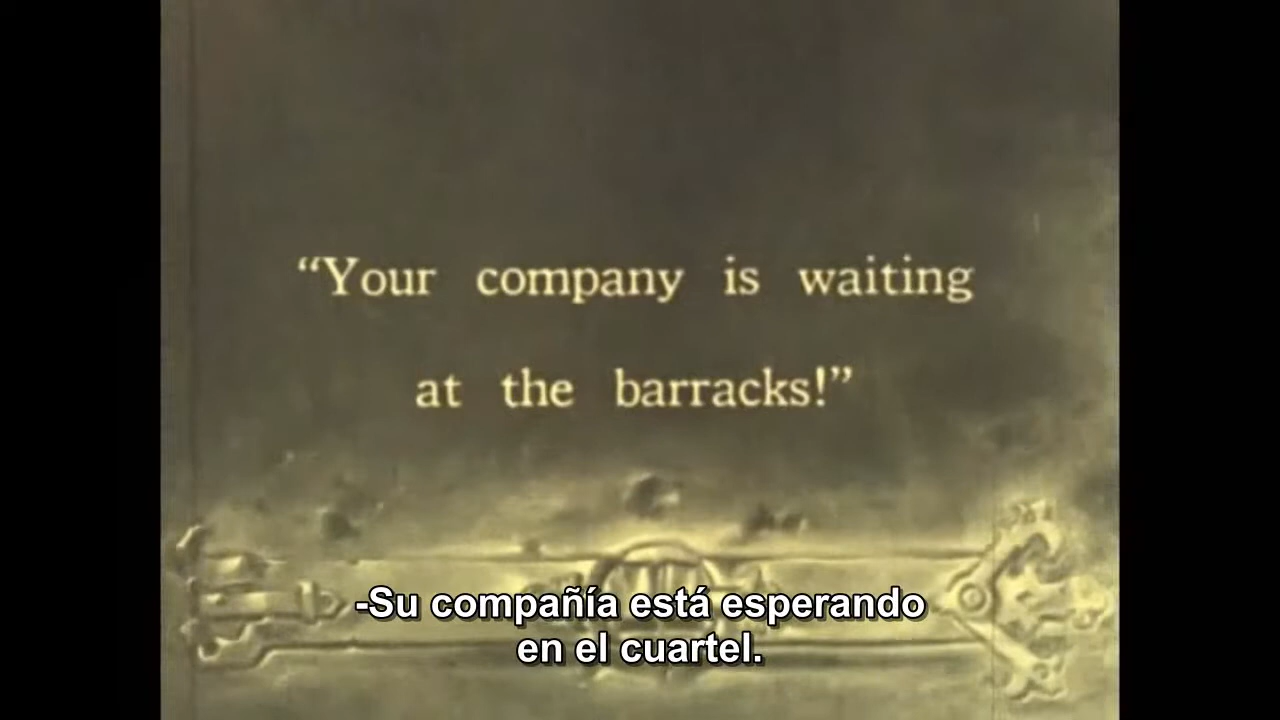 “Your company is waiting
at the barracks!”
-Su compañía está esperando
en el cuartel.